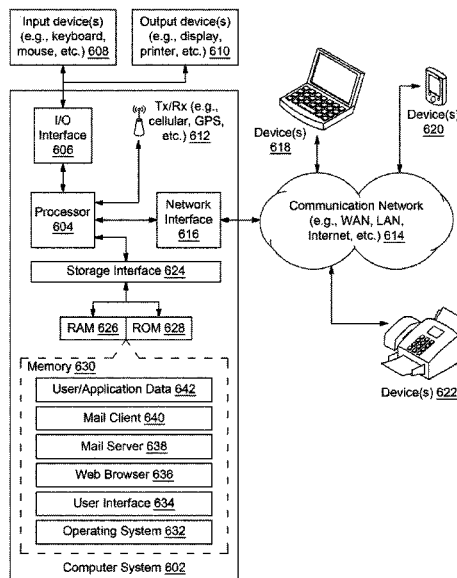 Input device(s)
(e.g., keyboard,
mouse, etc.) 608
Output device(s)
(e.g., display,
printer, etc.) 610
I/O
Interface
606
Tx/Rx (e.g.,
cellular, GPS,
etc.) 612
Processor
604
Network
Interface
616
Storage Interface 624
RAM 626
ROM 628
Memory 630
User/Application Data 642
Mail Client 640
Mail Server 638
Web Browser 636
User Interface 634
Operating System 632
Computer System 602
Device(s)
618
Device(s)
620
Communication Network
(e.g., WAN, LAN,
Internet, etc.) 614
Device(s) 622